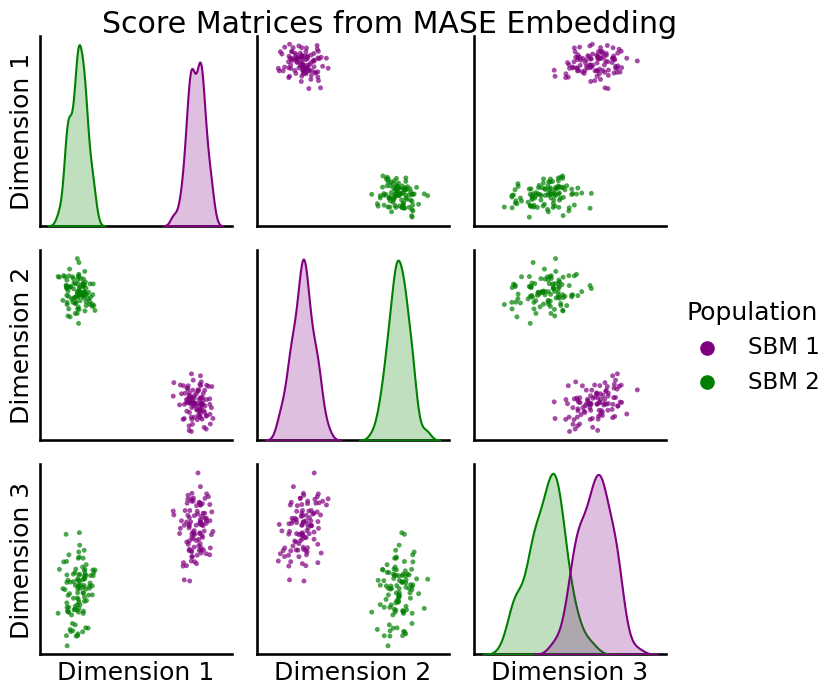 Score Matrices from MASE Embedding
Dimension 1
Dimension 2
Dimension 3
Population
SBM 1
SBM 2
Dimension 1
Dimension 2
Dimension 3